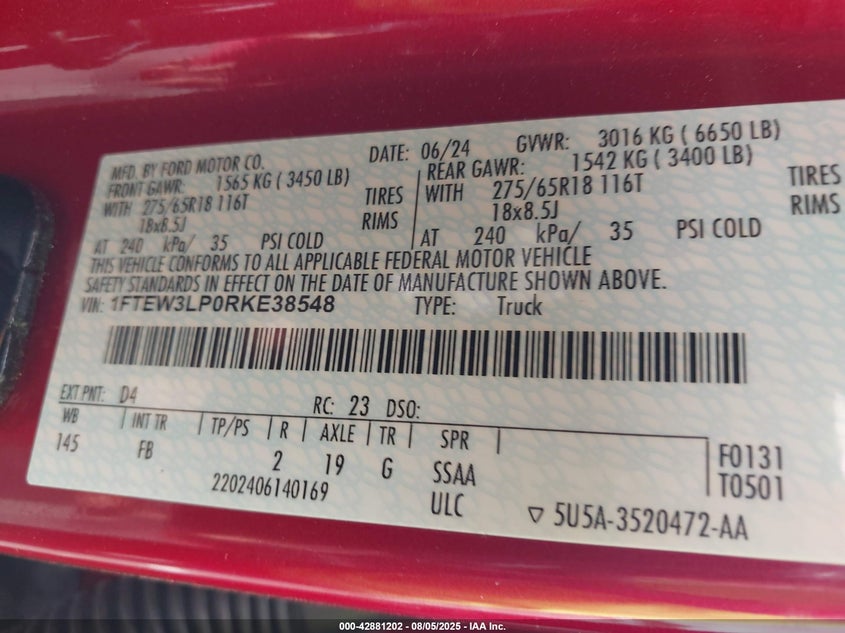 MFD. BY FORD MOTOR CO. DATE: 06/24 GVWR: 3016 KG ( 6650 LB)
FRONT GAWR: 1565 KG ( 3450 LB) REAR GAWR: 1542 KG ( 3400 LB)
WITH 275/65R18 116T TIRES WITH 275/65R18 116T TIRES
18x8.5J RIMS 18x8.5J RIMS
AT 240 kPa/ 35 PSI COLD AT 240 kPa/ 35 PSI COLD
THIS VEHICLE CONFORMS TO ALL APPLICABLE FEDERAL MOTOR VEHICLE
SAFETY STANDARDS IN EFFECT ON THE DATE OF MANUFACTURE SHOWN ABOVE.
VIN: 1FTEW3LP0RKE38548 TYPE: Truck
EXT PNT: D4 RC: 23 DSO:
WB INT TR TP/PS R AXLE TR SPR F0131
145 FB 2 19 G SSAA T0501
2202406140169 ULC ▽ 5U5A-3520472-AA
000-42881202 - 08/05/2025 - IAA Inc.